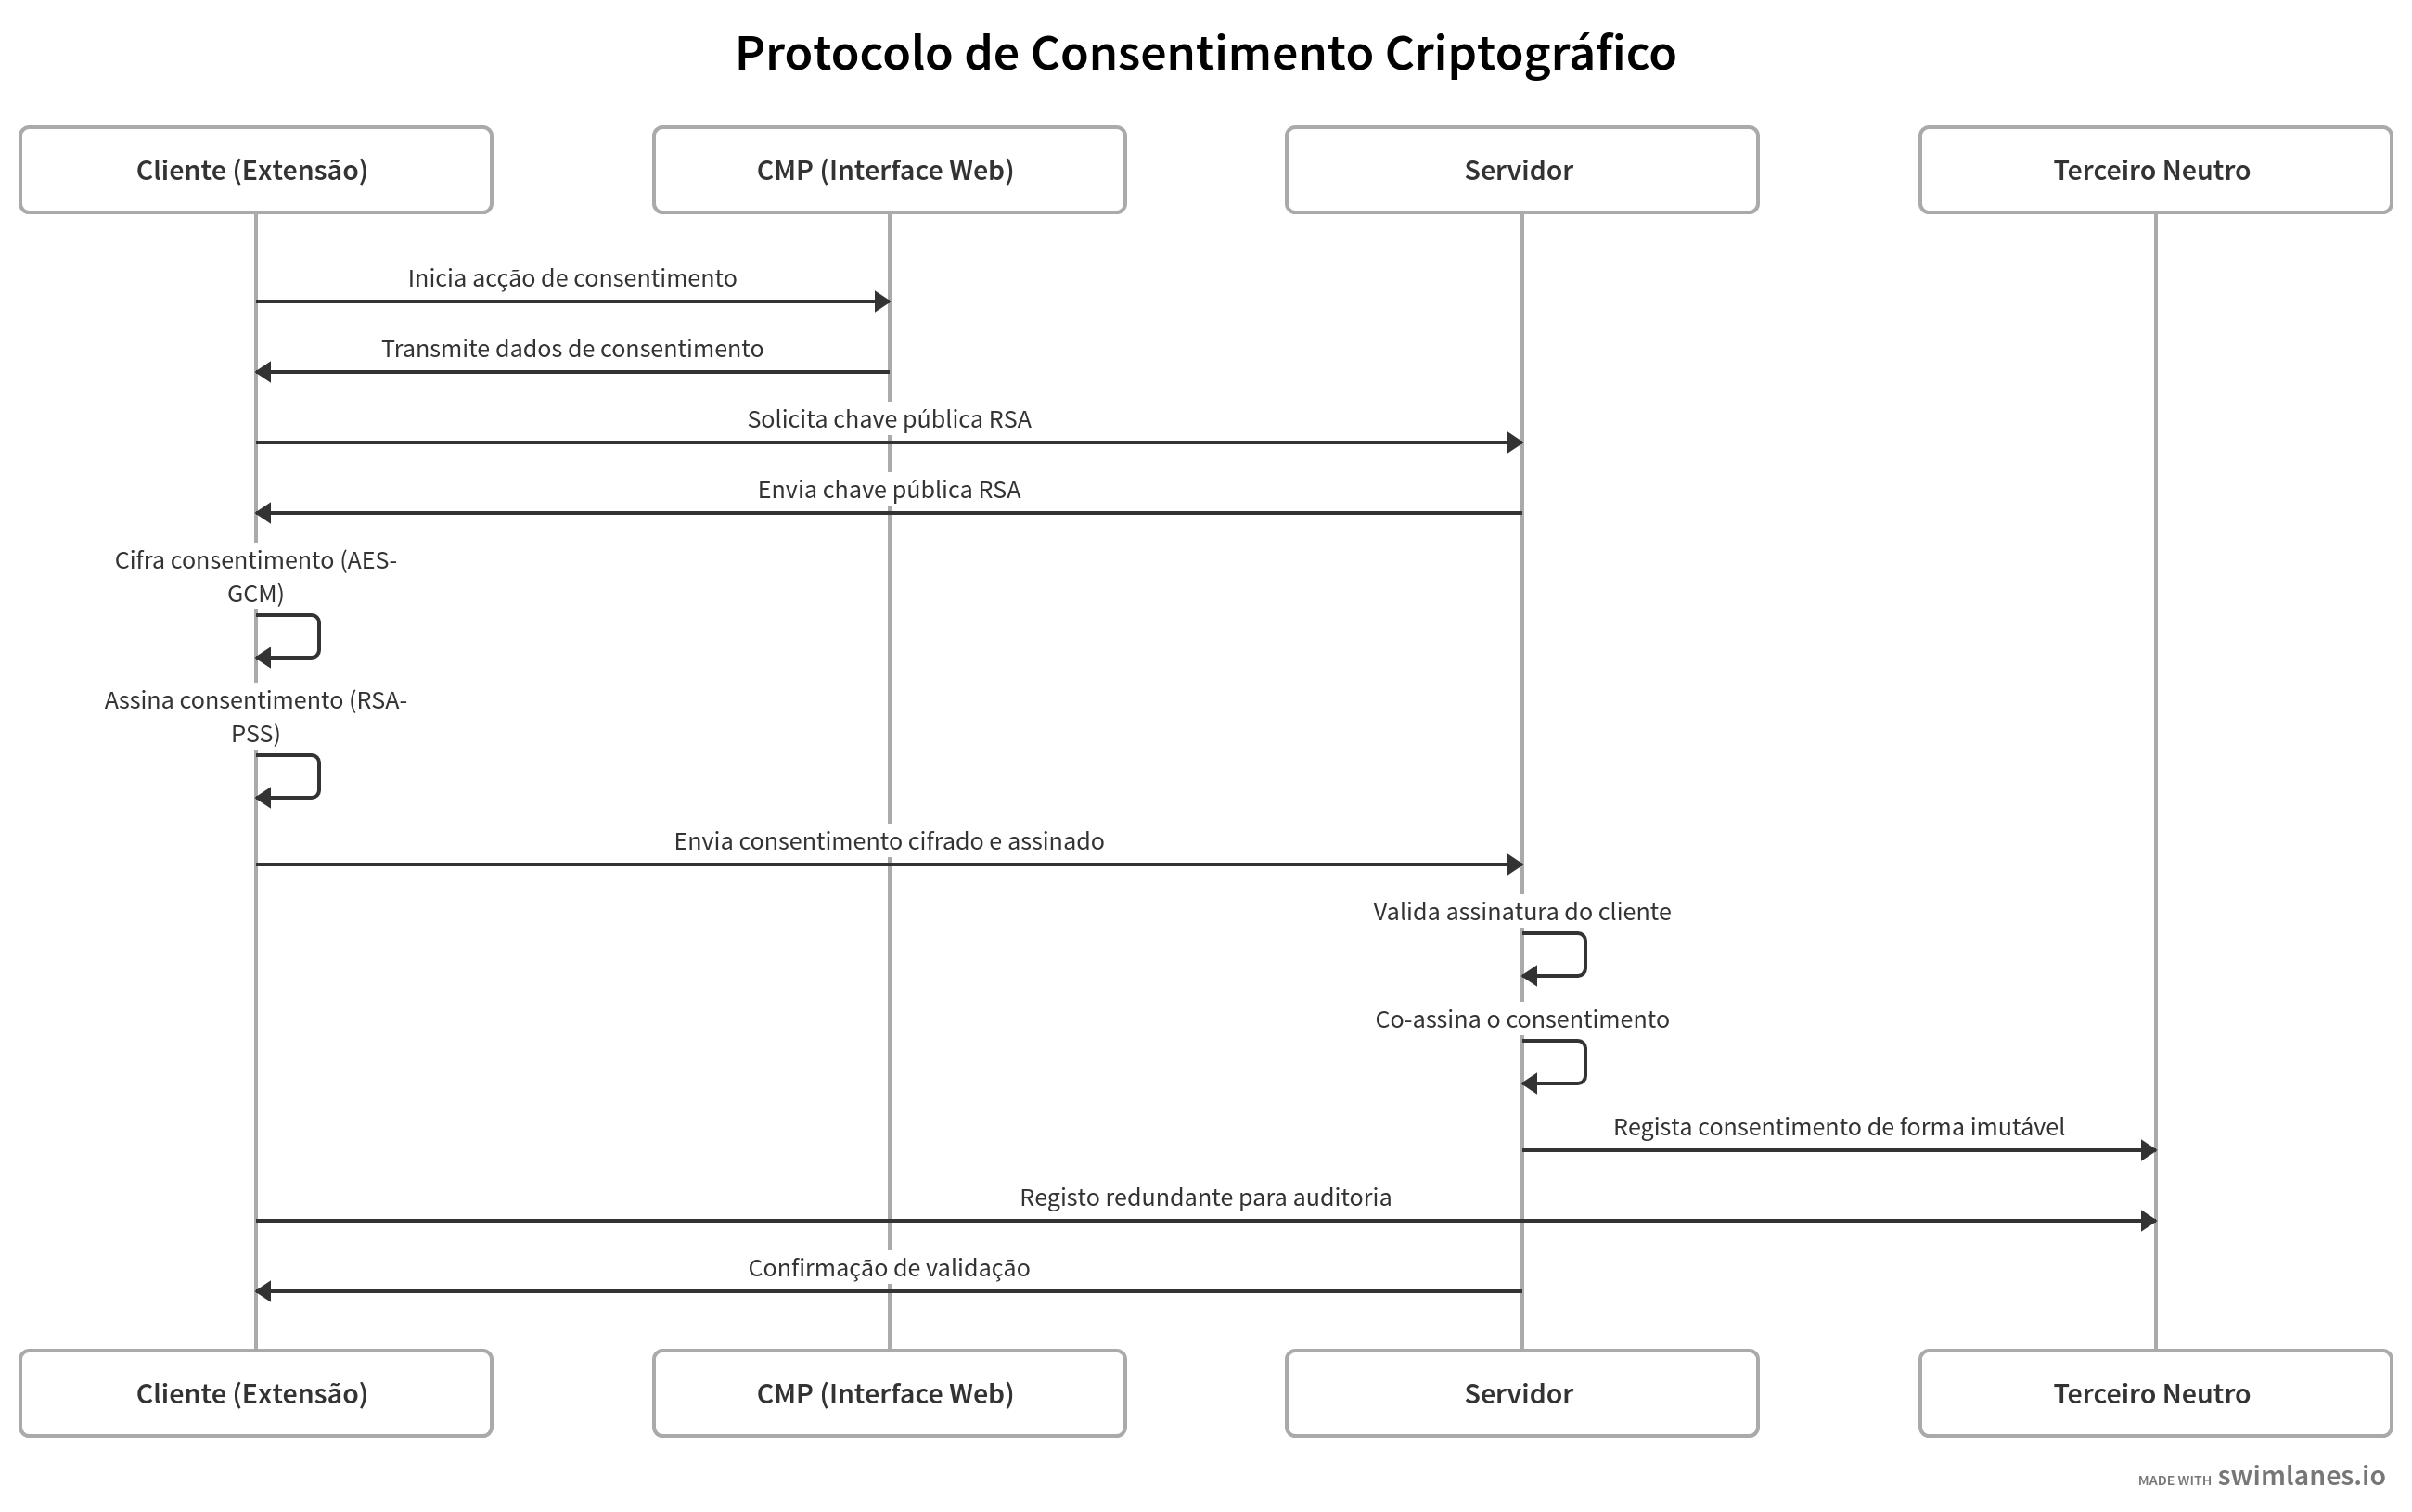 Protocolo de Consentimento Criptográfico
Cliente (Extensão)
CMP (Interface Web)
Servidor
Terceiro Neutro
Inicia acção de consentimento
Transmite dados de consentimento
Solicita chave pública RSA
Envia chave pública RSA
Cifra consentimento (AES-
GCM)
Assina consentimento (RSA-
PSS)
Envia consentimento cifrado e assinado
Valida assinatura do cliente
Co-assina o consentimento
Regista consentimento de forma imutável
Registo redundante para auditoria
Confirmação de validação
Cliente (Extensão)
CMP (Interface Web)
Servidor
Terceiro Neutro
MADE WITH swimlanes.io